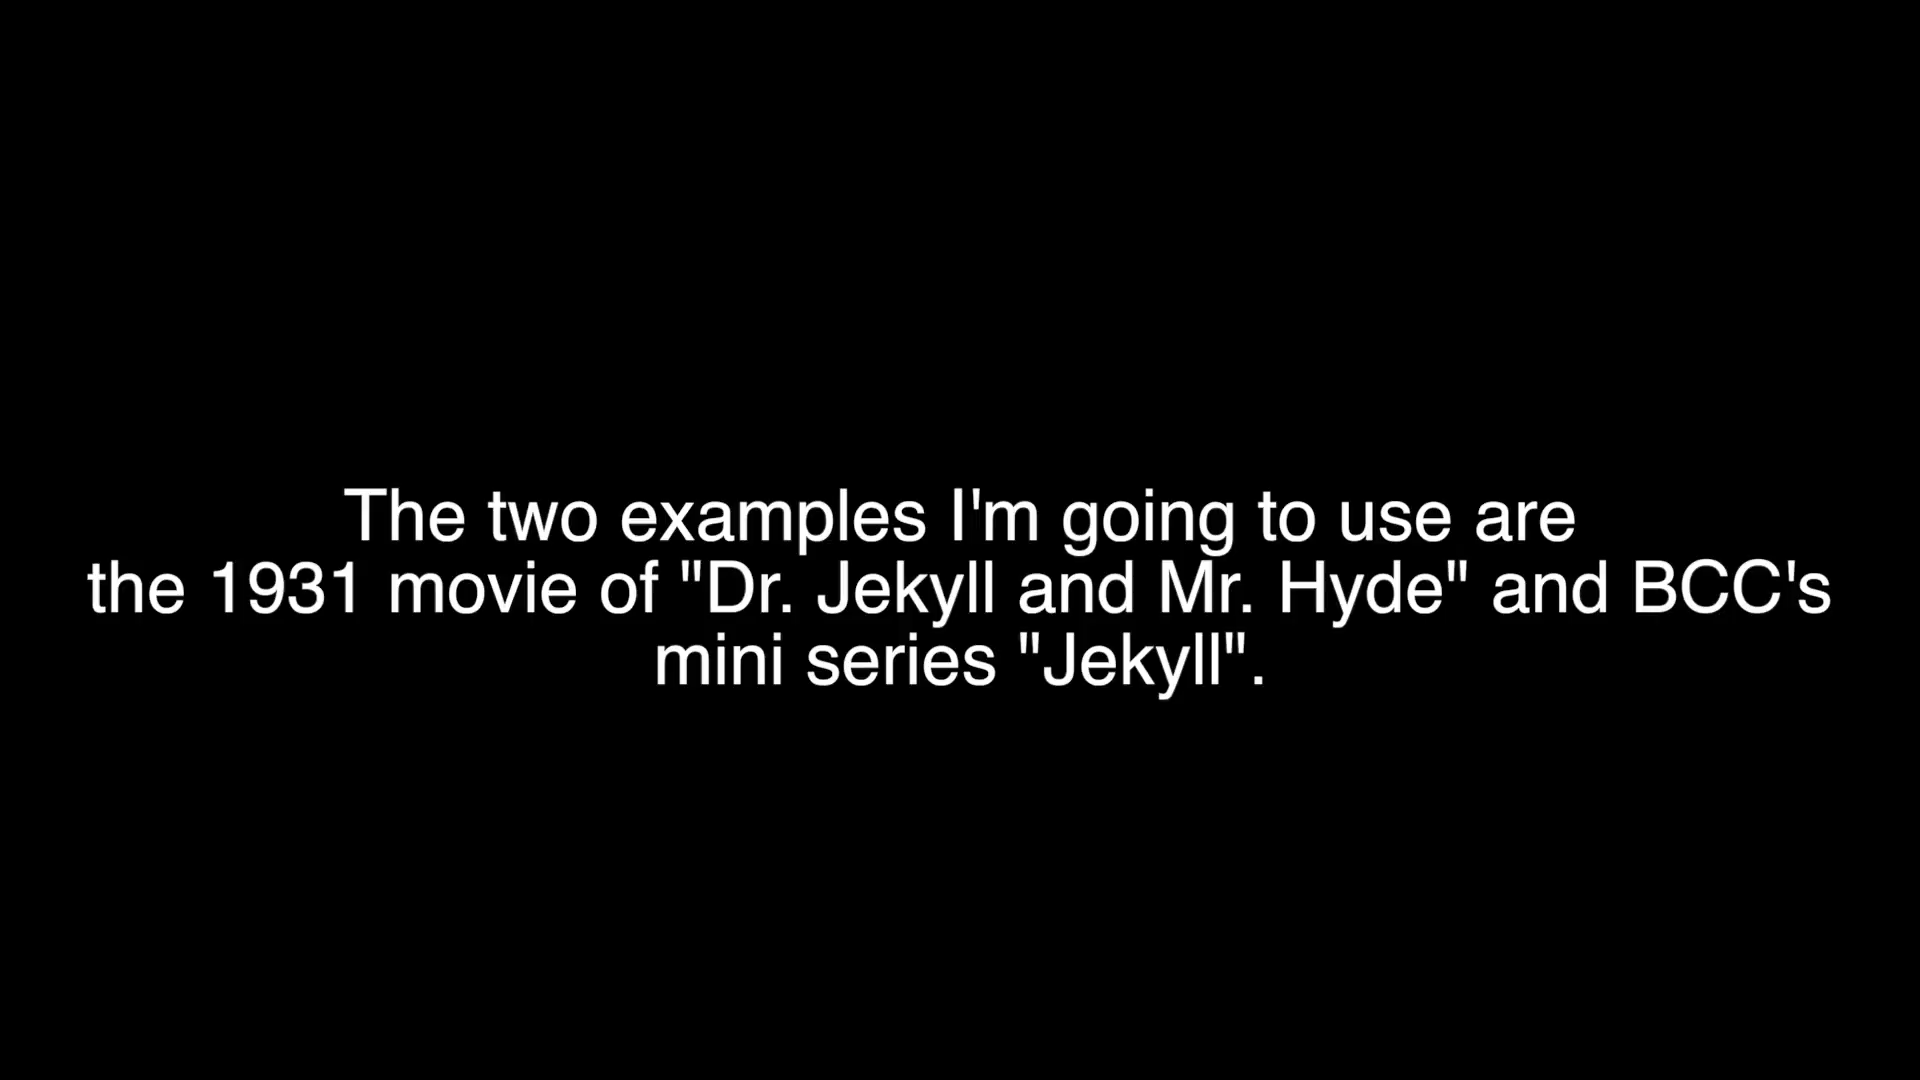 The two examples I'm going to use are
the 1931 movie of "Dr. Jekyll and Mr. Hyde" and BCC's
mini series "Jekyll".